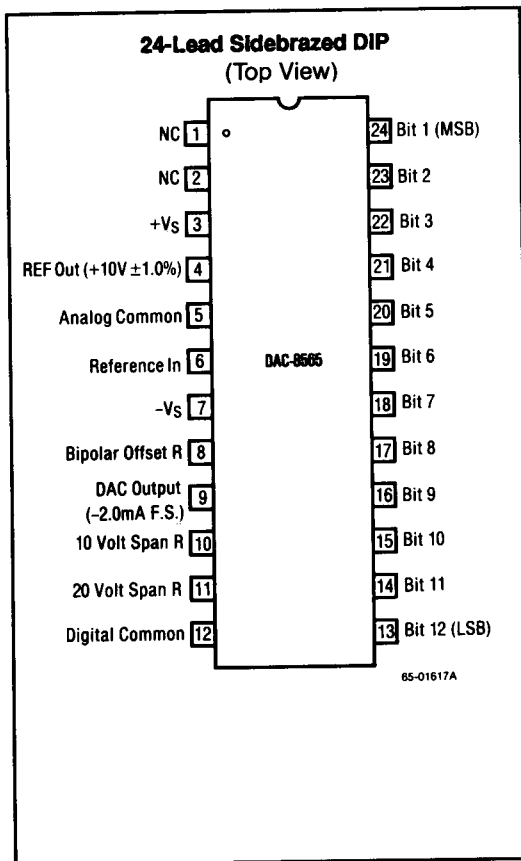 24-Lead Sidebrazed DIP
(Top View)
NC 1
NC 2
+VS 3
REF Out (+10V ±1.0%) 4
Analog Common 5
Reference In 6
–VS 7
Bipolar Offset R 8
DAC Output
(–2.0mA F.S.) 9
10 Volt Span R 10
20 Volt Span R 11
Digital Common 12
DAC-8565
24 Bit 1 (MSB)
23 Bit 2
22 Bit 3
21 Bit 4
20 Bit 5
19 Bit 6
18 Bit 7
17 Bit 8
16 Bit 9
15 Bit 10
14 Bit 11
13 Bit 12 (LSB)
65-01617A